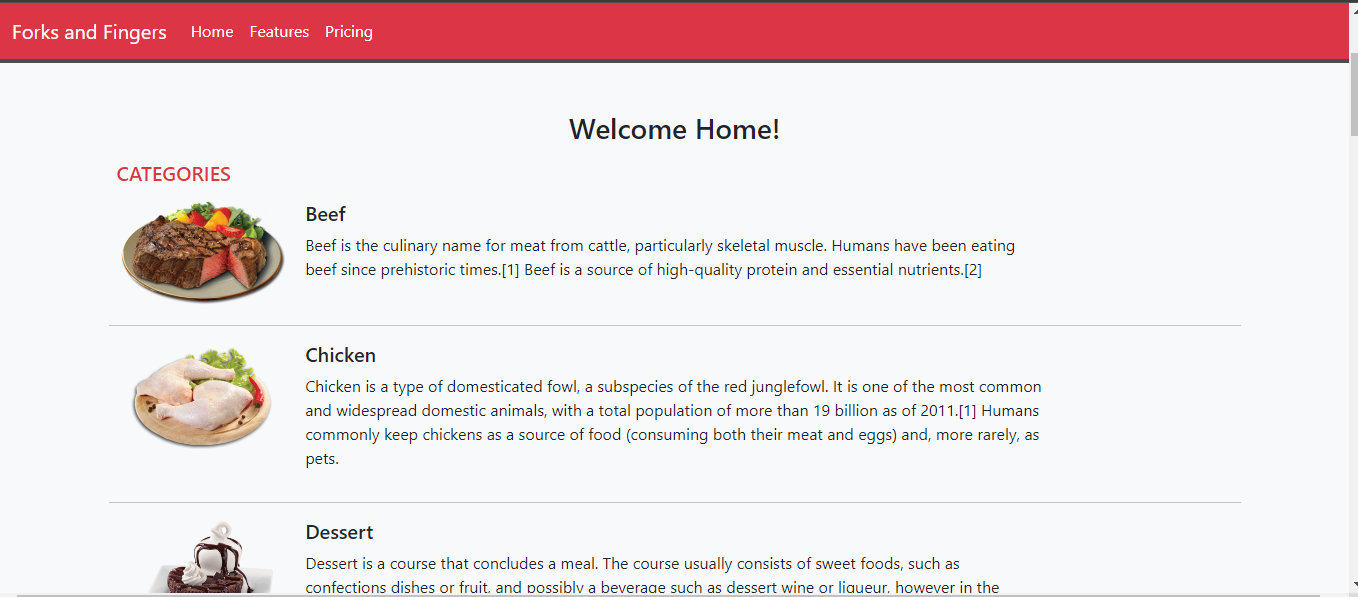 Forks and Fingers Home Features Pricing
Welcome Home!
CATEGORIES
Beef
Beef is the culinary name for meat from cattle, particularly skeletal muscle. Humans have been eating
beef since prehistoric times.[1] Beef is a source of high-quality protein and essential nutrients.[2]
Chicken
Chicken is a type of domesticated fowl, a subspecies of the red junglefowl. It is one of the most common
and widespread domestic animals, with a total population of more than 19 billion as of 2011.[1] Humans
commonly keep chickens as a source of food (consuming both their meat and eggs) and, more rarely, as
pets.
Dessert
Dessert is a course that concludes a meal. The course usually consists of sweet foods, such as
confections dishes or fruit, and possibly a beverage such as dessert wine or liqueur, however in the